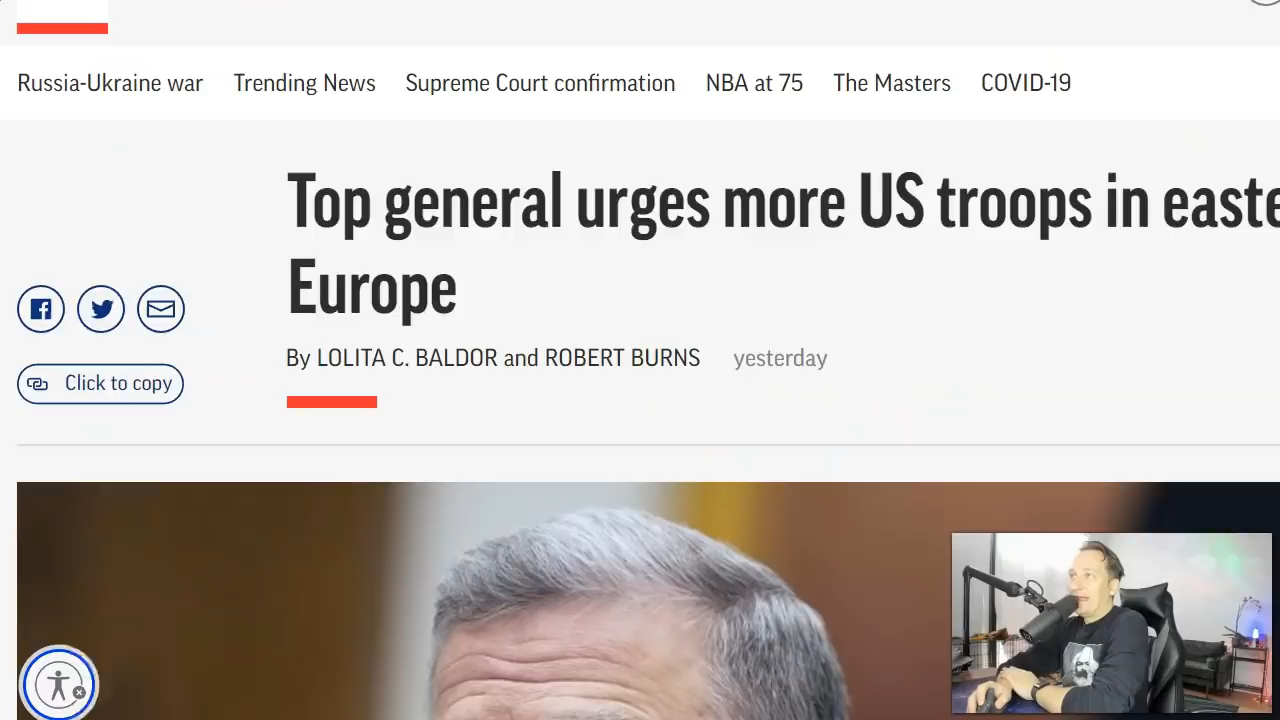 Russia-Ukraine war Trending News Supreme Court confirmation NBA at 75 The Masters COVID-19
Top general urges more US troops in easte
Europe
By LOLITA C. BALDOR and ROBERT BURNS yesterday
Click to copy